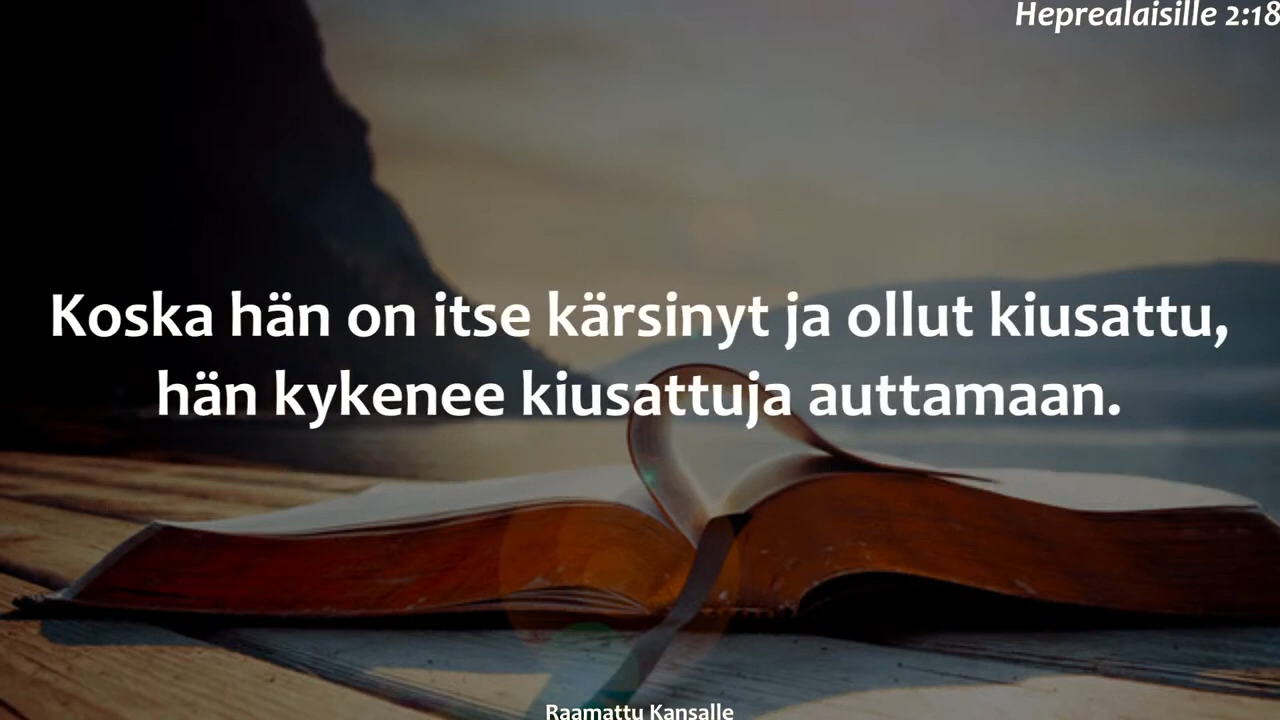 Heprealaisille 2:18
Koska hän on itse kärsinyt ja ollut kiusattu,
hän kykenee kiusattuja auttamaan.
Raamattu Kansalle